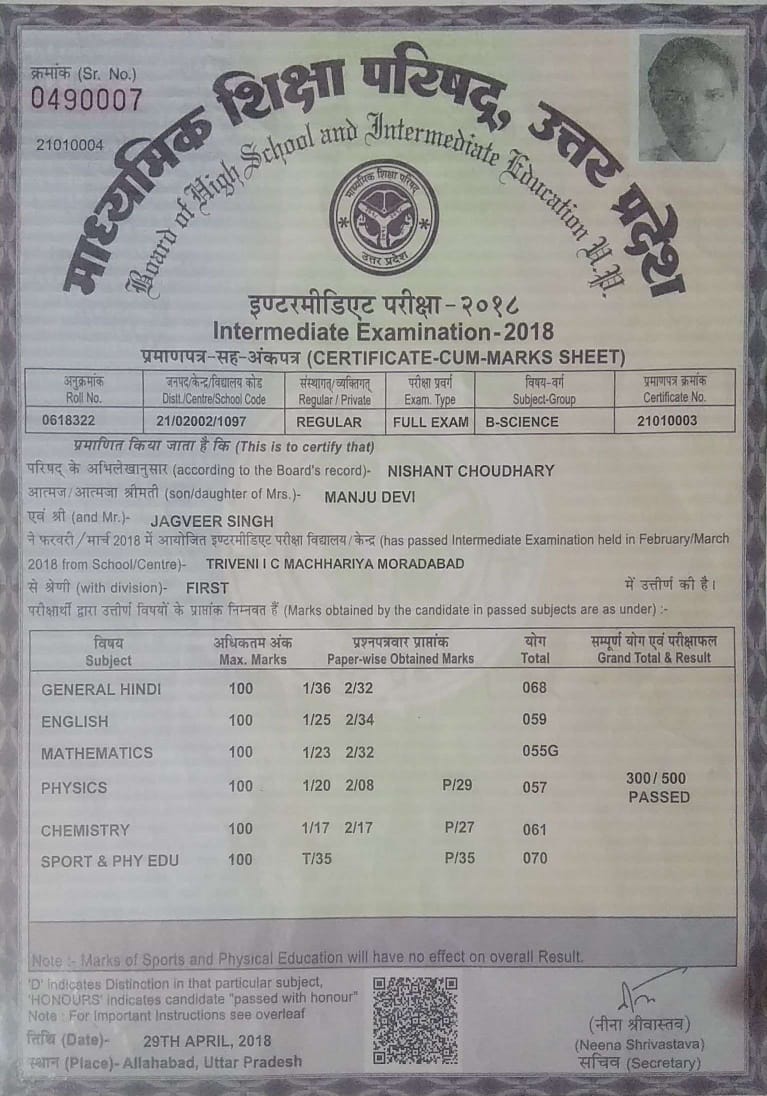 क्रमांक (Sr. No.)
0490007
21010004
माध्यमिक शिक्षा परिषद्, उत्तर प्रदेश
Board of High School and Intermediate Education U.P.
माध्यमिक शिक्षा परिषद्
उत्तर प्रदेश
इण्टरमीडिएट परीक्षा-२०१८
Intermediate Examination-2018
प्रमाणपत्र-सह-अंकपत्र (CERTIFICATE-CUM-MARKS SHEET)
अनुक्रमांक जनपद/केन्द्र/विद्यालय कोड संस्थागत/व्यक्तिगत परीक्षा प्रवर्ग विषय-वर्ग प्रमाणपत्र क्रमांक
Roll No. Distt./Centre/School Code Regular / Private Exam. Type Subject-Group Certificate No.
0618322 21/02002/1097 REGULAR FULL EXAM B-SCIENCE 21010003
प्रमाणित किया जाता है कि (This is to certify that)
परिषद् के अभिलेखानुसार (according to the Board's record)- NISHANT CHOUDHARY
आत्मज/आत्मजा श्रीमती (son/daughter of Mrs.)- MANJU DEVI
एवं श्री (and Mr.)- JAGVEER SINGH
ने फरवरी/मार्च 2018 में आयोजित इण्टरमीडिएट परीक्षा विद्यालय/केन्द्र (has passed Intermediate Examination held in February/March
2018 from School/Centre)- TRIVENI I C MACHHARIYA MORADABAD
से श्रेणी (with division)- FIRST में उत्तीर्ण की है।
परीक्षार्थी द्वारा उत्तीर्ण विषयों के प्राप्तांक निम्नवत हैं (Marks obtained by the candidate in passed subjects are as under) :-
विषय अधिकतम अंक प्रश्नपत्रवार प्राप्तांक योग सम्पूर्ण योग एवं परीक्षाफल
Subject Max. Marks Paper-wise Obtained Marks Total Grand Total & Result
GENERAL HINDI 100 1/36 2/32 068
ENGLISH 100 1/25 2/34 059
MATHEMATICS 100 1/23 2/32 055G
PHYSICS 100 1/20 2/08 P/29 057 300/ 500
PASSED
CHEMISTRY 100 1/17 2/17 P/27 061
SPORT & PHY EDU 100 T/35 P/35 070
Note :- Marks of Sports and Physical Education will have no effect on overall Result.
'D' indicates Distinction in that particular subject,
'HONOURS' indicates candidate "passed with honour"
Note : For Important Instructions see overleaf
तिथि (Date)- 29TH APRIL, 2018
स्थान (Place)- Allahabad, Uttar Pradesh
(नीना श्रीवास्तव)
(Neena Shrivastava)
सचिव (Secretary)